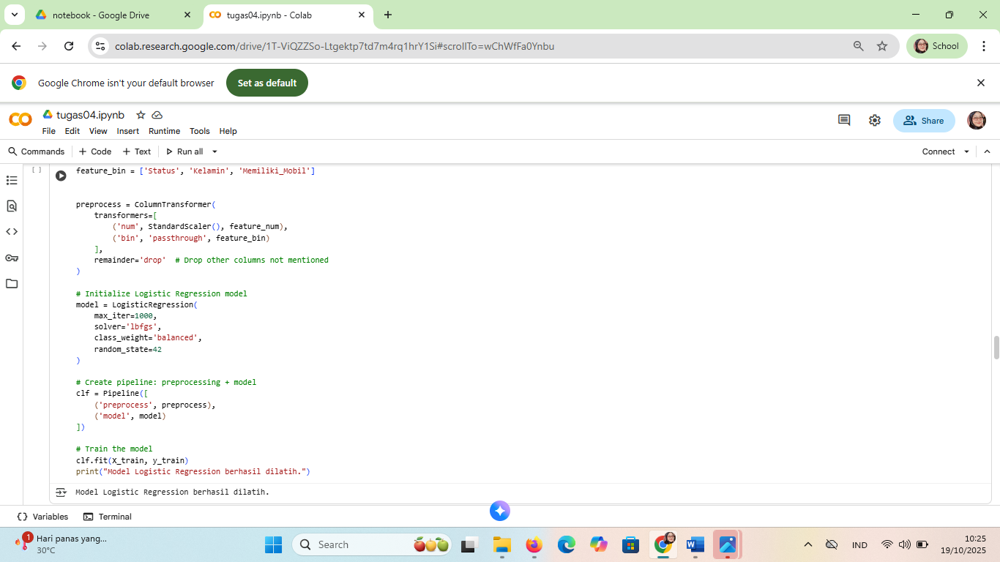 notebook - Google Drive
tugas04.ipynb - Colab
colab.research.google.com/drive/1T-ViQZZSo-Ltgektp7td7m4rq1hrY1Si#scrollTo=wChWfFa0Ynbu
School
Google Chrome isn't your default browser
Set as default
CO
tugas04.ipynb
File Edit View Insert Runtime Tools Help
Share
Commands + Code + Text Run all
Connect
[ ]
feature_bin = ['Status', 'Kelamin', 'Memiliki_Mobil']
preprocess = ColumnTransformer(
transformers=[
('num', StandardScaler(), feature_num),
('bin', 'passthrough', feature_bin)
],
remainder='drop' # Drop other columns not mentioned
)
# Initialize Logistic Regression model
model = LogisticRegression(
max_iter=1000,
solver='lbfgs',
class_weight='balanced',
random_state=42
)
# Create pipeline: preprocessing + model
clf = Pipeline([
('preprocess', preprocess),
('model', model)
])
# Train the model
clf.fit(X_train, y_train)
print("Model Logistic Regression berhasil dilatih.")
Model Logistic Regression berhasil dilatih.
Variables Terminal
1
Hari panas yang...
30°C
Search
IND
10:25
19/10/2025